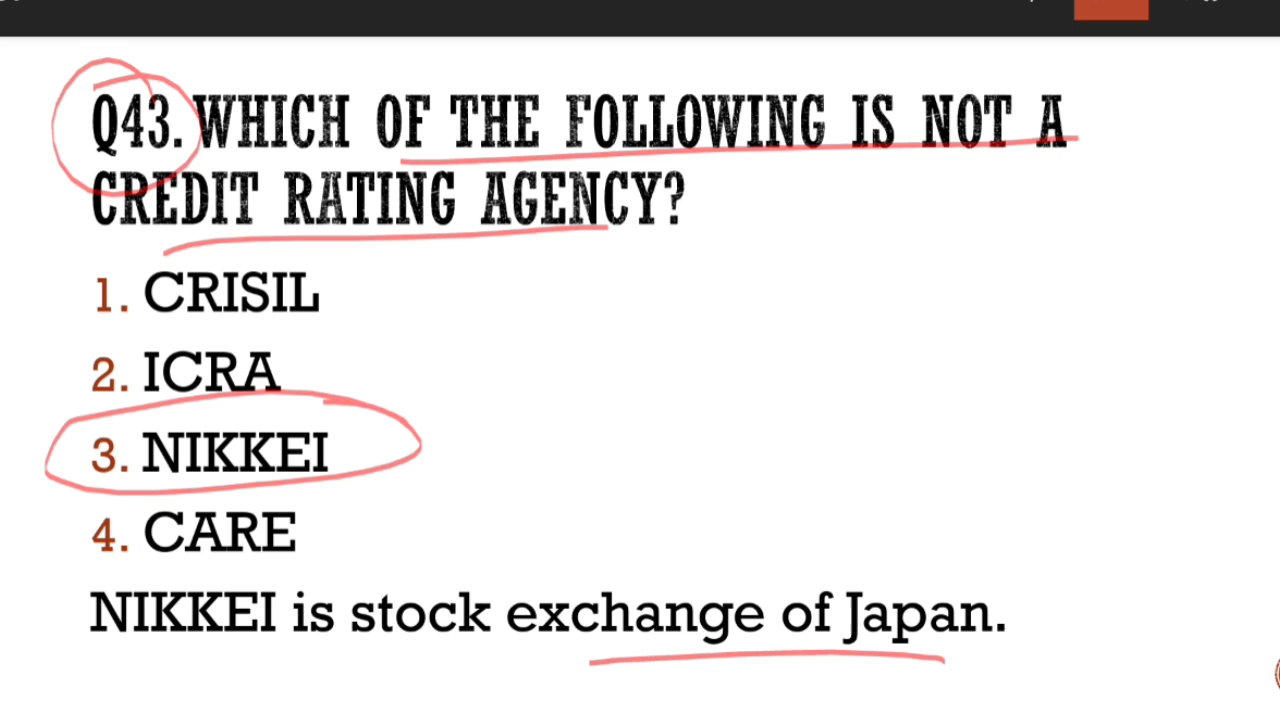 Q43. WHICH OF THE FOLLOWING IS NOT A
CREDIT RATING AGENCY?
1. CRISIL
2. ICRA
3. NIKKEI
4. CARE
NIKKEI is stock exchange of Japan.